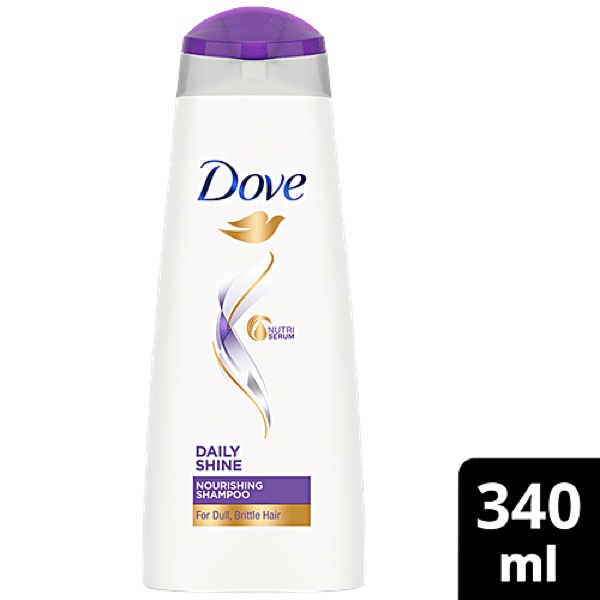 Dove
NUTRI
SERUM
DAILY
SHINE
NOURISHING
SHAMPOO
For Dull, Brittle Hair
340
ml